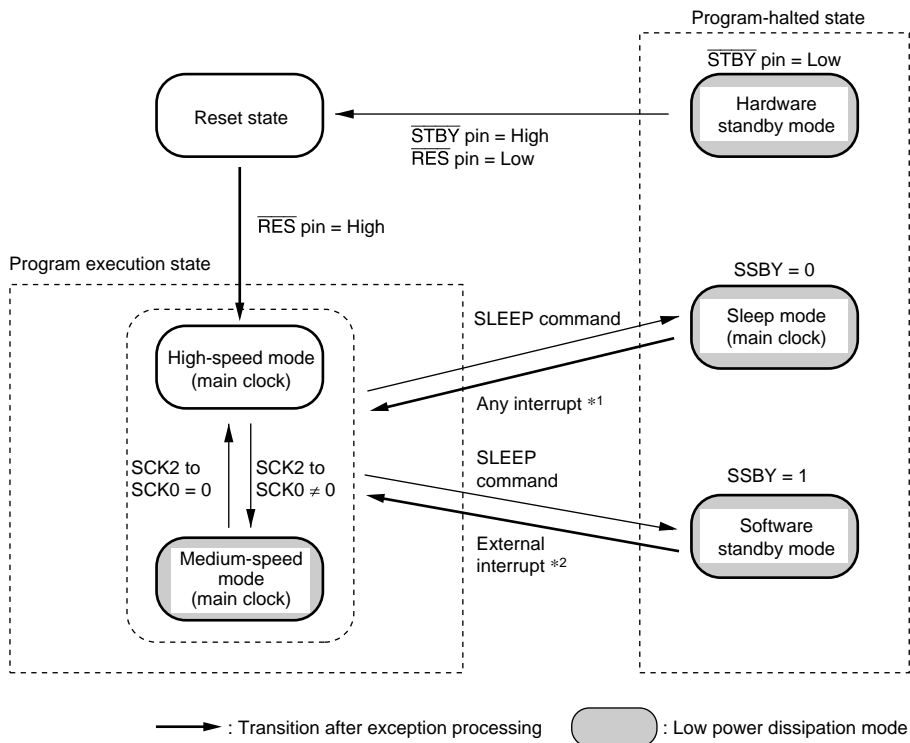 Program-halted state
STBY pin = Low
Hardware
standby mode
Reset state
STBY pin = High
RES pin = Low
RES pin = High
Program execution state
SSBY = 0
Sleep mode
(main clock)
SLEEP command
High-speed mode
(main clock)
Any interrupt *1
SCK2 to
SCK0 = 0
SCK2 to
SCK0 ≠ 0
SLEEP
command
SSBY = 1
Software
standby mode
External
interrupt *2
Medium-speed
mode
(main clock)
: Transition after exception processing
: Low power dissipation mode